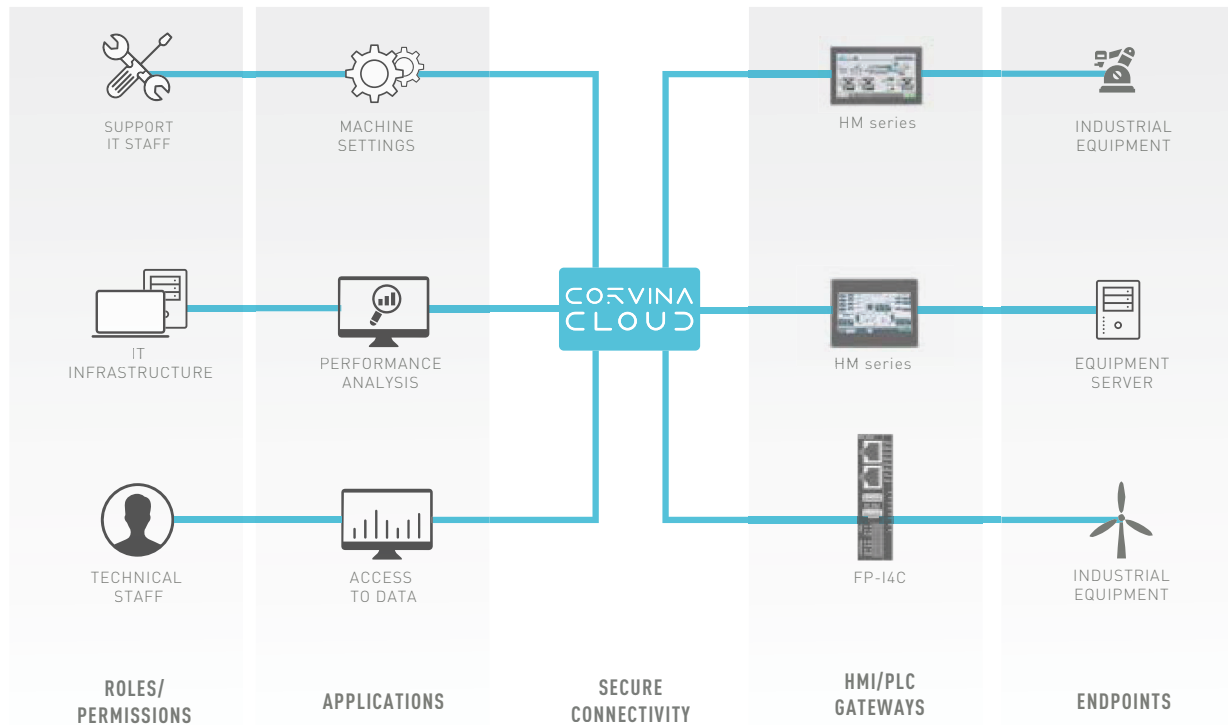 SUPPORT
IT STAFF
MACHINE
SETTINGS
HM series
INDUSTRIAL
EQUIPMENT
IT
INFRASTRUCTURE
PERFORMANCE
ANALYSIS
CORVINA
CLOUD
HM series
EQUIPMENT
SERVER
TECHNICAL
STAFF
ACCESS
TO DATA
FP-I4C
INDUSTRIAL
EQUIPMENT
ROLES/
PERMISSIONS
APPLICATIONS
SECURE
CONNECTIVITY
HMI/PLC
GATEWAYS
ENDPOINTS